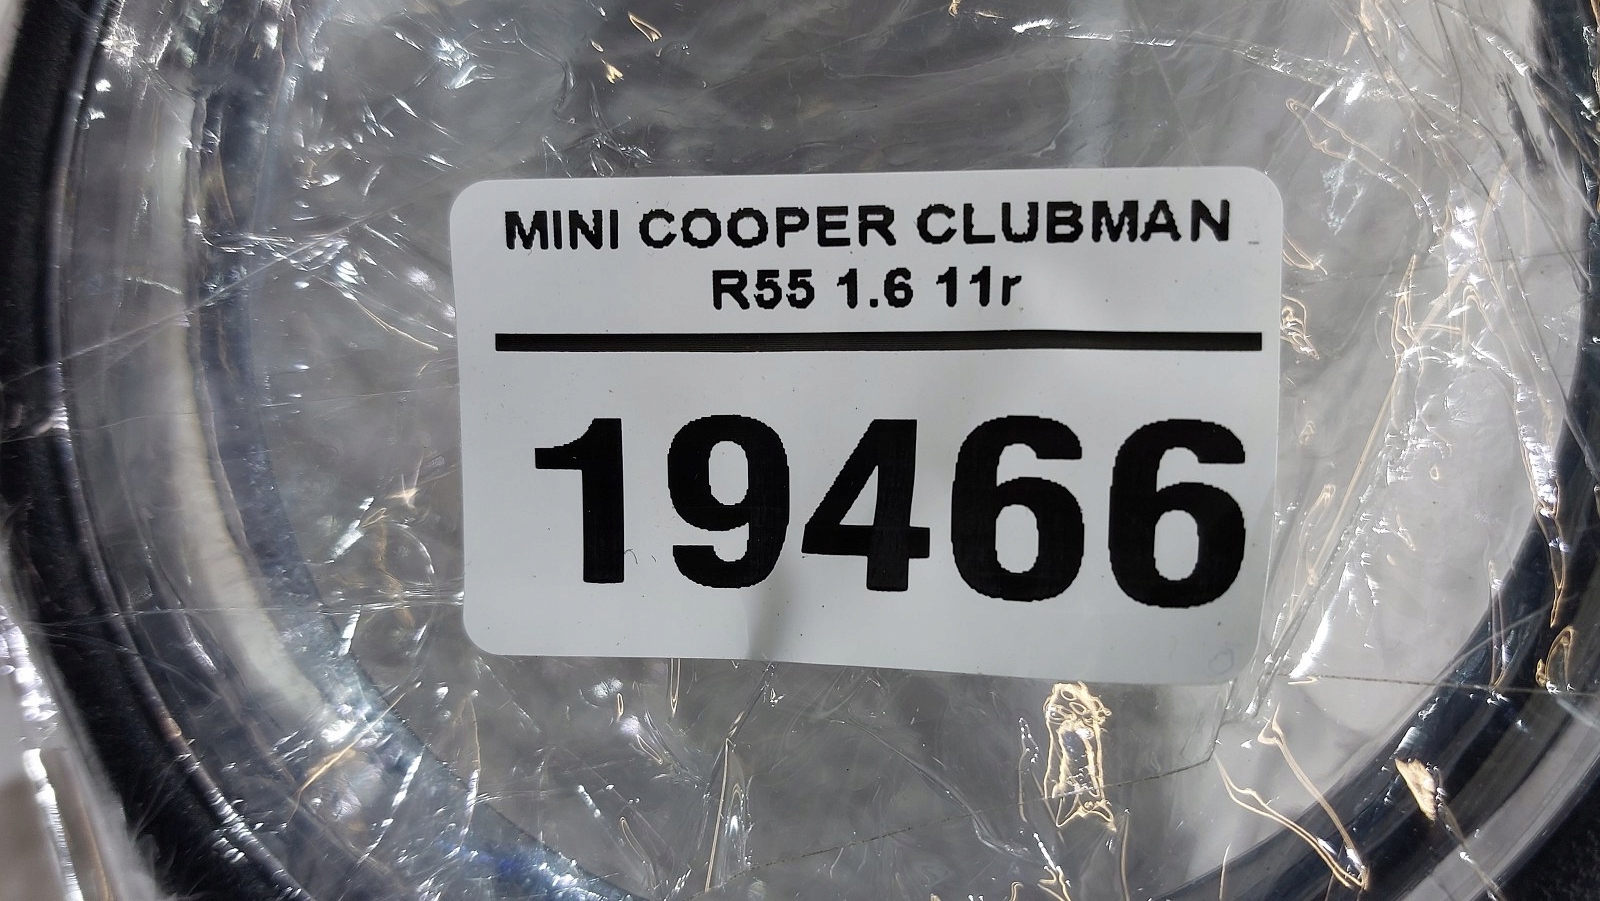 MINI COOPER CLUBMAN
R55 1.6 11r
19466